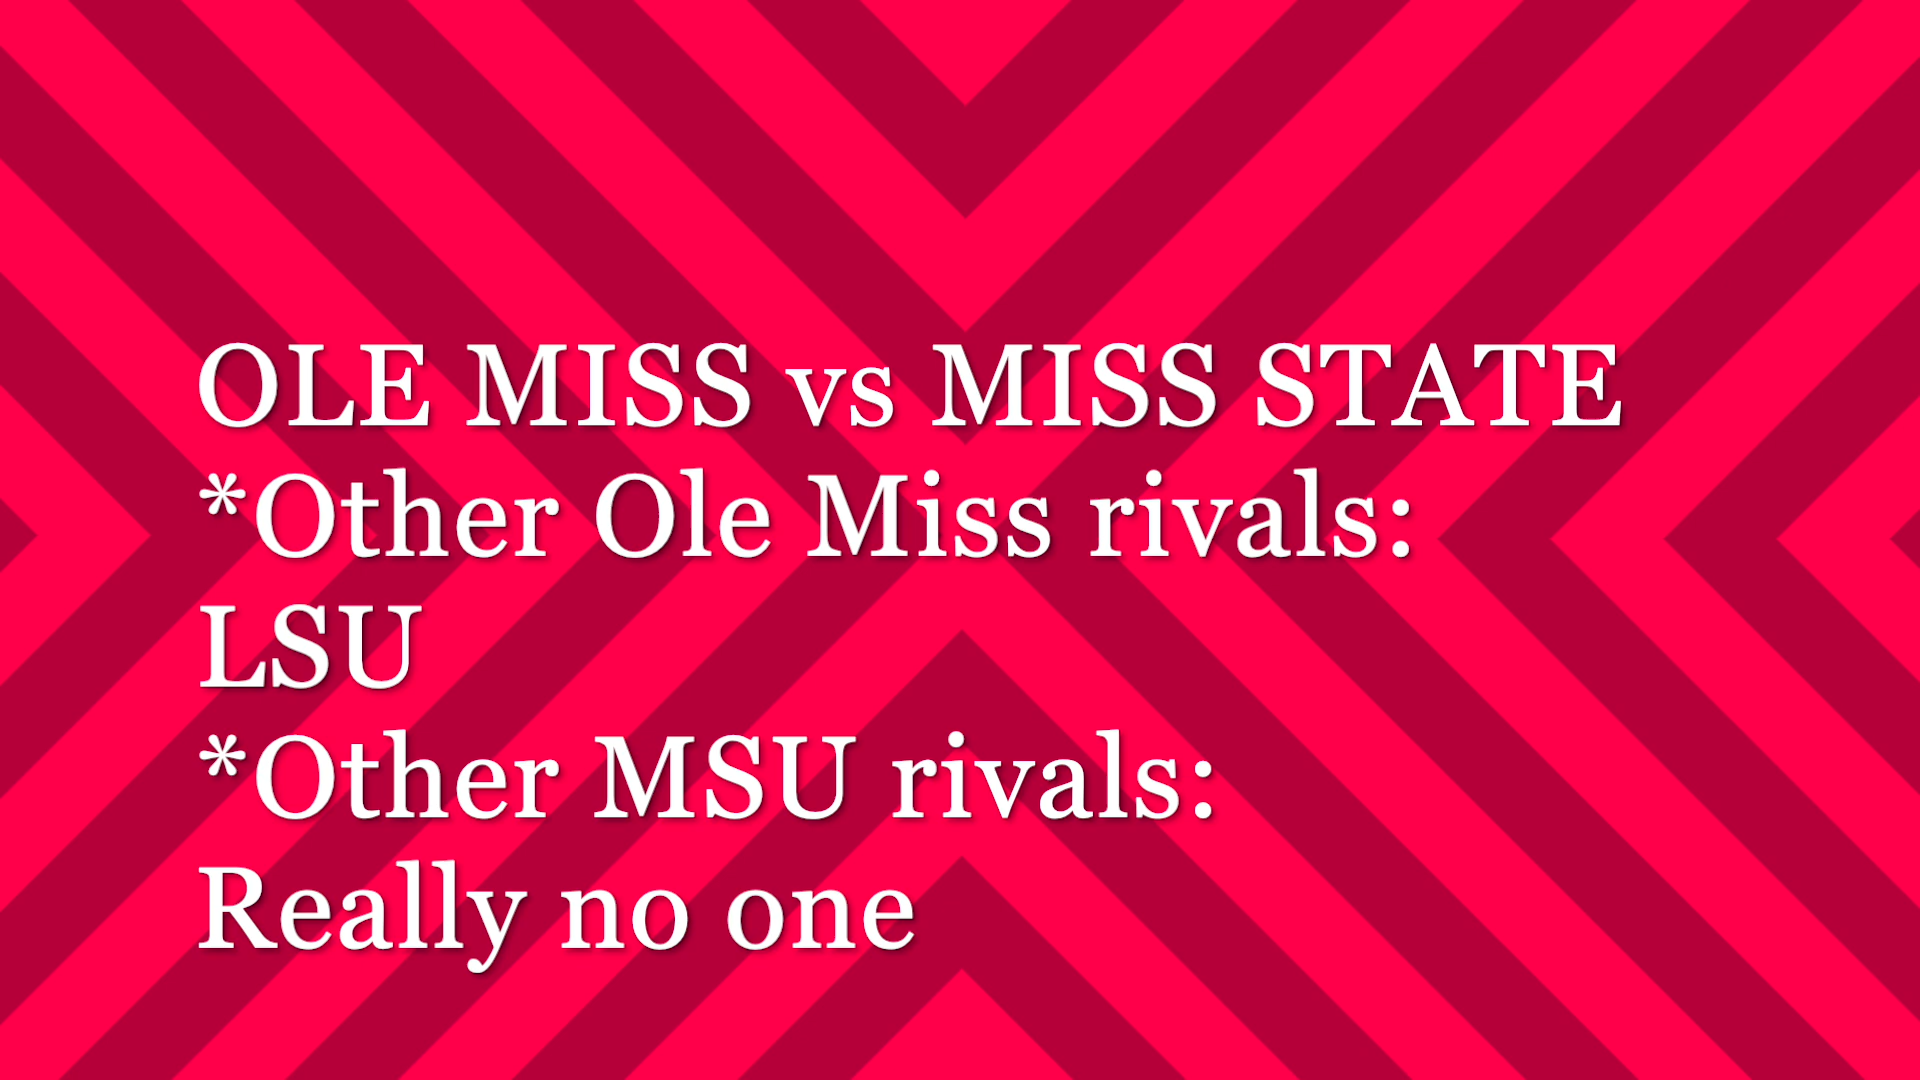 OLE MISS vs MISS STATE
*Other Ole Miss rivals:
LSU
*Other MSU rivals:
Really no one